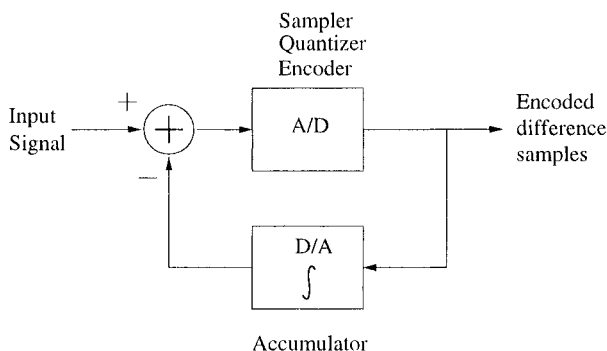 Sampler
Quantizer
Encoder
Input
Signal
+
+
−
A/D
Encoded
difference
samples
D/A
∫
Accumulator